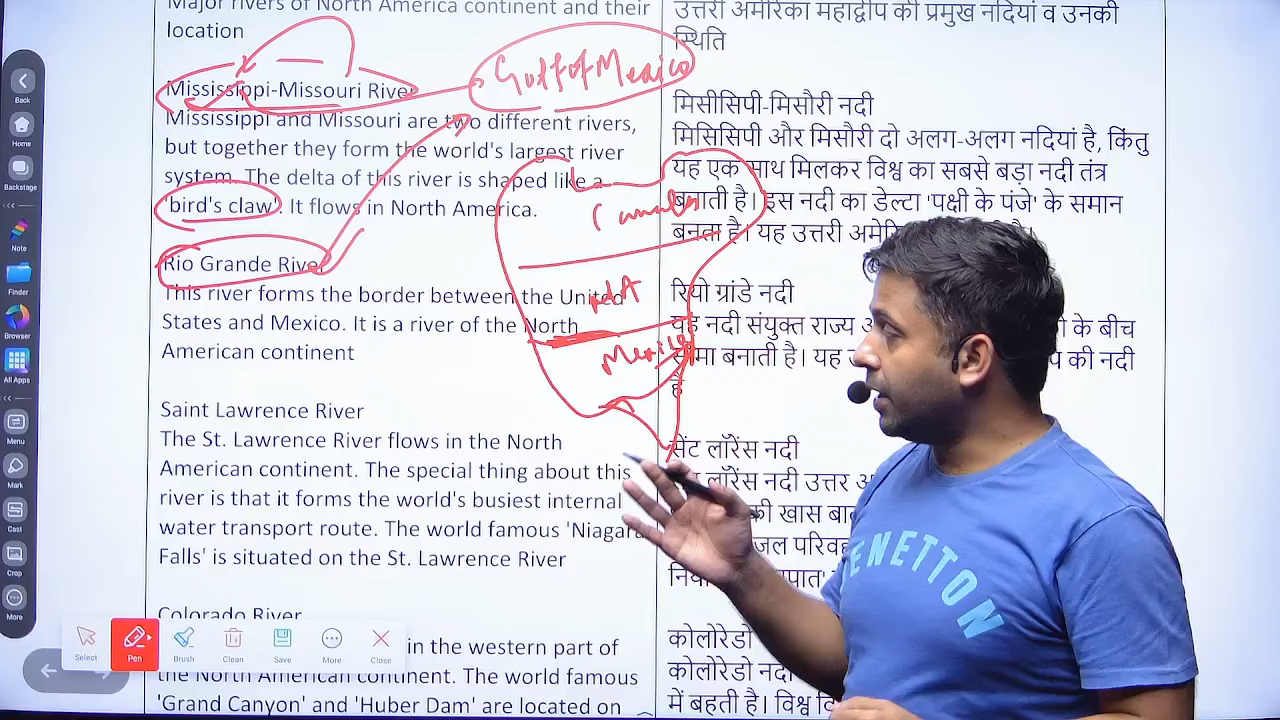 Major rivers of North America continent and their
location
Mississippi-Missouri River
Mississippi and Missouri are two different rivers,
but together they form the world's largest river
system. The delta of this river is shaped like a
'bird's claw'. It flows in North America.
Rio Grande River
This river forms the border between the United
States and Mexico. It is a river of the North
American continent
Saint Lawrence River
The St. Lawrence River flows in the North
American continent. The special thing about this
river is that it forms the world's busiest internal
water transport route. The world famous 'Niagara
Falls' is situated on the St. Lawrence River
Colorado River
in the western part of
the North American continent. The world famous
'Grand Canyon' and 'Huber Dam' are located on
उत्तरी अमेरिका महाद्वीप की प्रमुख नदियां व उनकी
स्थिति
मिसीसिपी-मिसौरी नदी
मिसिसिपी और मिसौरी दो अलग-अलग नदियां है, किंतु
यह एक साथ मिलकर विश्व का सबसे बड़ा नदी तंत्र
बनाती है। इस नदी का डेल्टा 'पक्षी के पंजे' के समान
बनता है। यह उत्तरी
रियो ग्रांडे नदी
यह नदी संयुक्त राज्य के बीच
सीमा बनाती है। यह की नदी
है
सेंट लॉरेंस नदी
लॉरेंस नदी उत्तर
की खास
जल
कोलोरेडो
कोलोरेडो नदी
में बहती है। विश्व
Gulf of Mexico
Canada
USA
Mexico
BENETTON
Back
Home
Backstage
Note
Finder
Browser
All Apps
Menu
Mark
Cast
Crop
More
Select
Pen
Brush
Clean
Save
More
Close